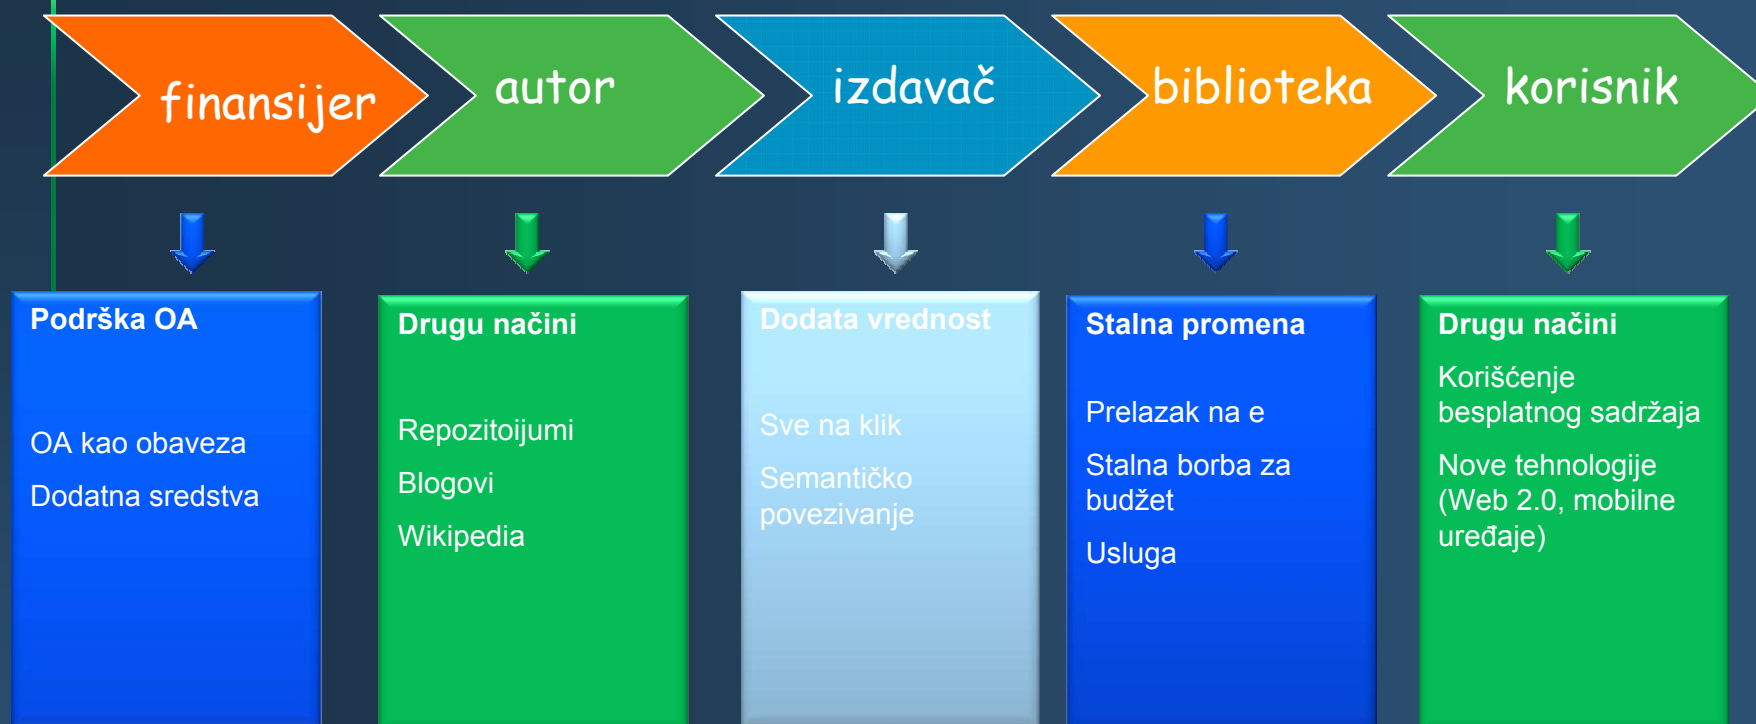 finansijer
autor
izdavač
biblioteka
korisnik
Podrška OA
OA kao obaveza
Dodatna sredstva
Drugu načini
Repozitoijumi
Blogovi
Wikipedia
Dodata vrednost
Sve na klik
Semantičko
povezivanje
Stalna promena
Prelazak na e
Stalna borba za
budžet
Usluga
Drugu načini
Korišćenje
besplatnog sadržaja
Nove tehnologije
(Web 2.0, mobilne
uređaje)